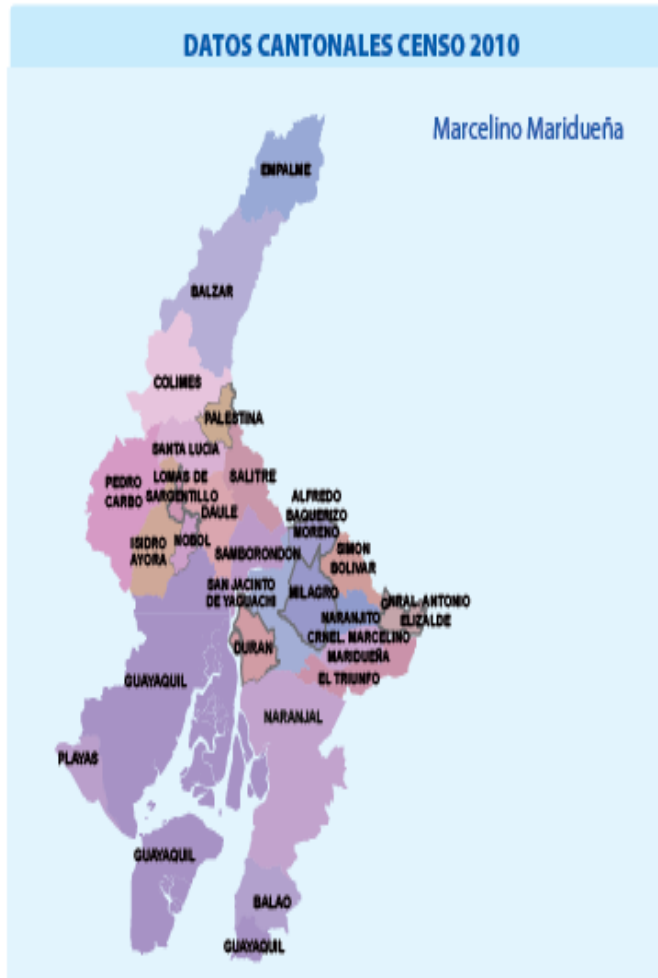 DATOS CANTONALES CENSO 2010
Marcelino Maridueña
EMPALME
BALZAR
COLIMES
PALESTINA
SANTA LUCIA
PEDRO
CARBO
LOMAS DE
SARGENTILLO
SALITRE
ALFREDO
BAQUERIZO
MORENO
DAULE
ISIDRO
AYORA
NOBOL
SAMBORONDON
SIMON
BOLIVAR
SAN JACINTO
DE YAGUACHI
MILAGRO
GNRAL. ANTONIO
ELIZALDE
NARANJITO
CRNEL. MARCELINO
MARIDUEÑA
DURAN
EL TRIUNFO
GUAYAQUIL
NARANJAL
PLAYAS
GUAYAQUIL
BALAO
GUAYAQUIL